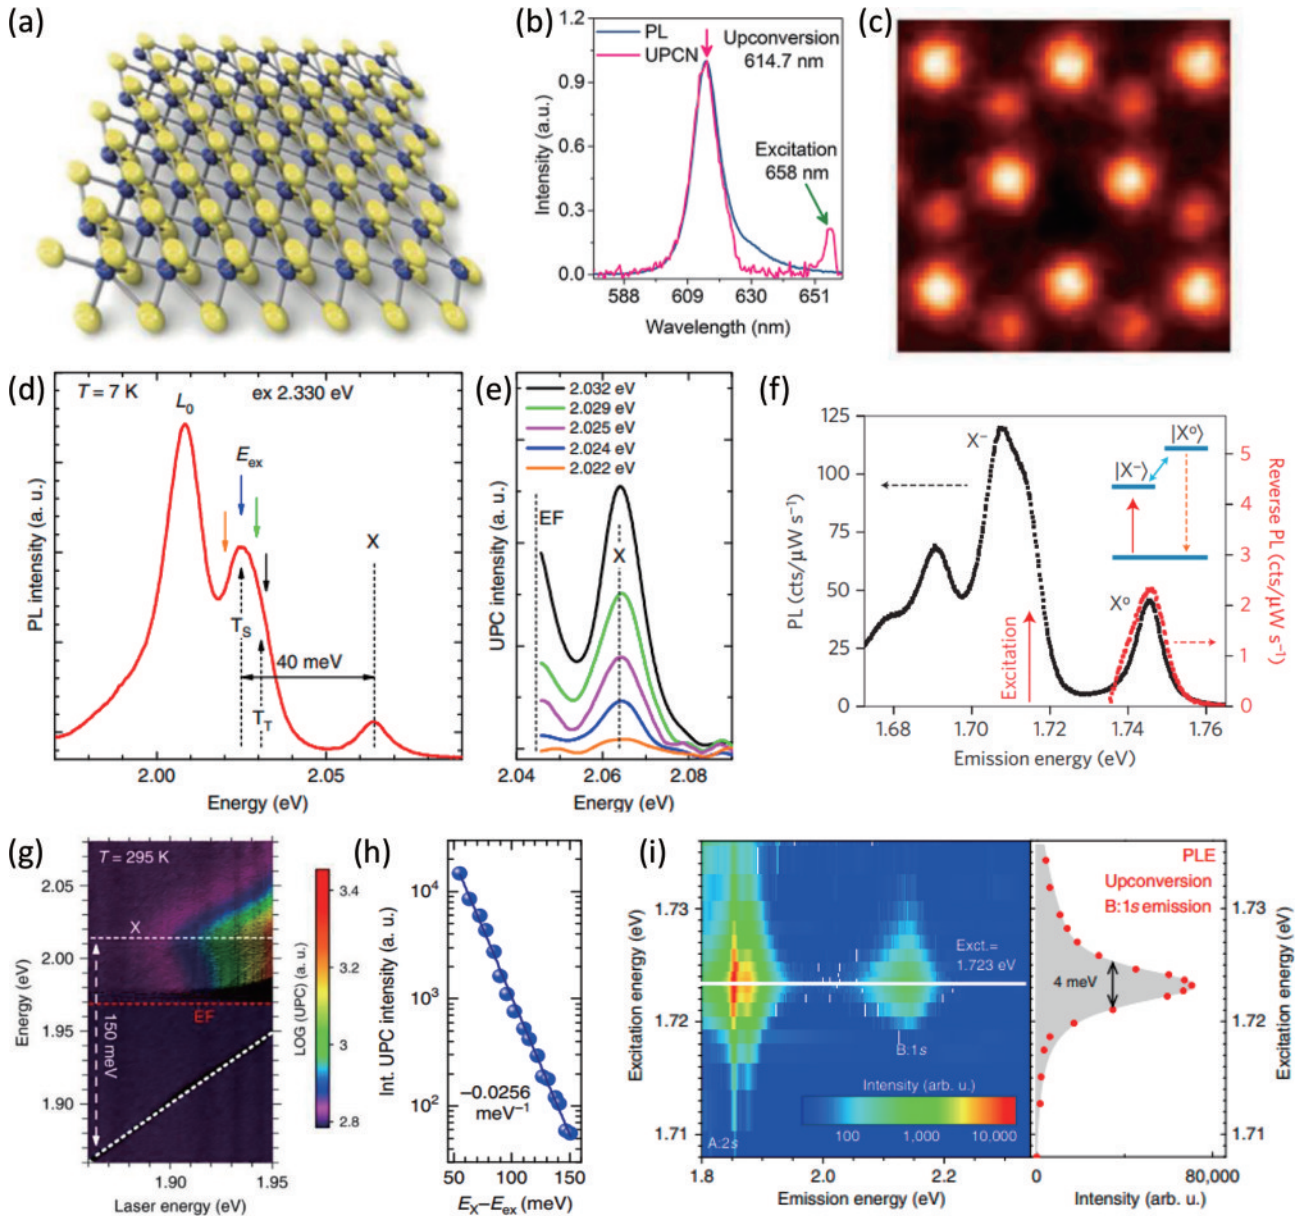 (a)
(b)
1.2
0.9
0.6
0.3
0.0
Intensity (a.u.)
PL
UPCN
Upconversion
614.7 nm
Excitation
658 nm
588 609 630 651
Wavelength (nm)
(c)
(d)
T = 7 K
ex 2.330 eV
L0
Eex
X
TS
40 meV
TT
PL intensity (a. u.)
2.00 2.05
Energy (eV)
(e)
2.032 eV
2.029 eV
2.025 eV
2.024 eV
2.022 eV
EF
X
UPC intensity (a. u.)
2.04 2.06 2.08
Energy (eV)
(f)
125
100
75
50
25
0
PL (cts/μW s⁻¹)
X⁻
|X⁰⟩
|X⁻⟩
X⁰
Excitation
5
4
3
2
1
0
Reverse PL (cts/μW s⁻¹)
1.68 1.70 1.72 1.74 1.76
Emission energy (eV)
(g)
T = 295 K
X
EF
150 meV
2.05
2.00
1.95
1.90
Energy (eV)
1.90 1.95
Laser energy (eV)
3.4
3.2
3
2.8
LOG (UPC) (a. u.)
(h)
10⁴
10³
10²
Int. UPC intensity (a. u.)
−0.0256
meV⁻¹
50 100 150
EX−Eex (meV)
(i)
1.73
1.72
1.71
Excitation energy (eV)
Exct.=
1.723 eV
B:1s
Intensity (arb. u.)
100 1,000 10,000
A:2s
1.8 2.0 2.2
Emission energy (eV)
PLE
Upconversion
B:1s emission
4 meV
1.73
1.72
1.71
Excitation energy (eV)
0 80,000
Intensity (arb. u.)